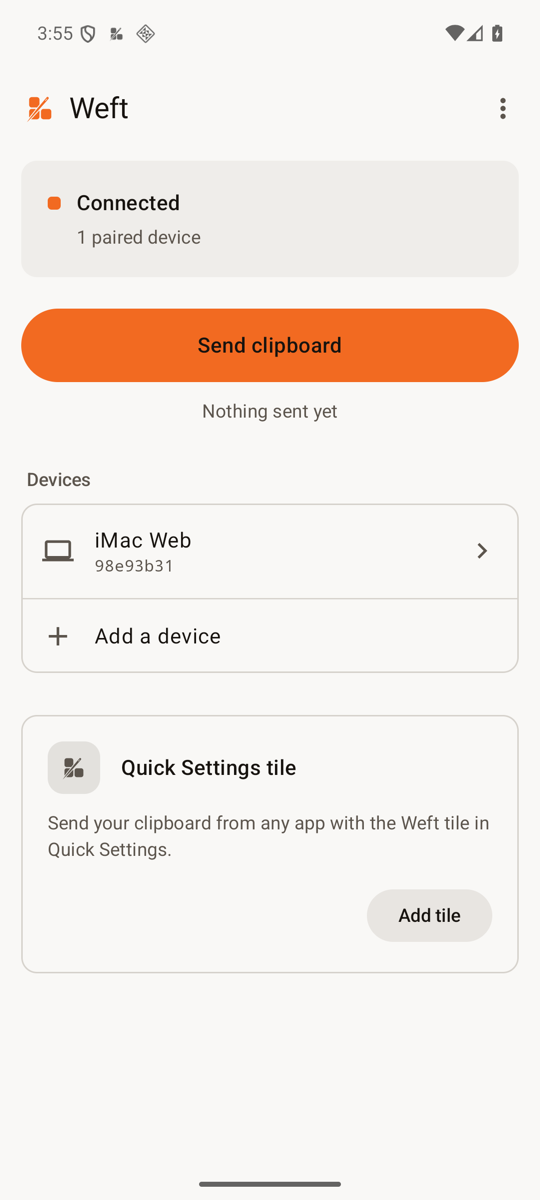 3:55
Weft
Connected
1 paired device
Send clipboard
Nothing sent yet
Devices
iMac Web
98e93b31
Add a device
Quick Settings tile
Send your clipboard from any app with the Weft tile in
Quick Settings.
Add tile